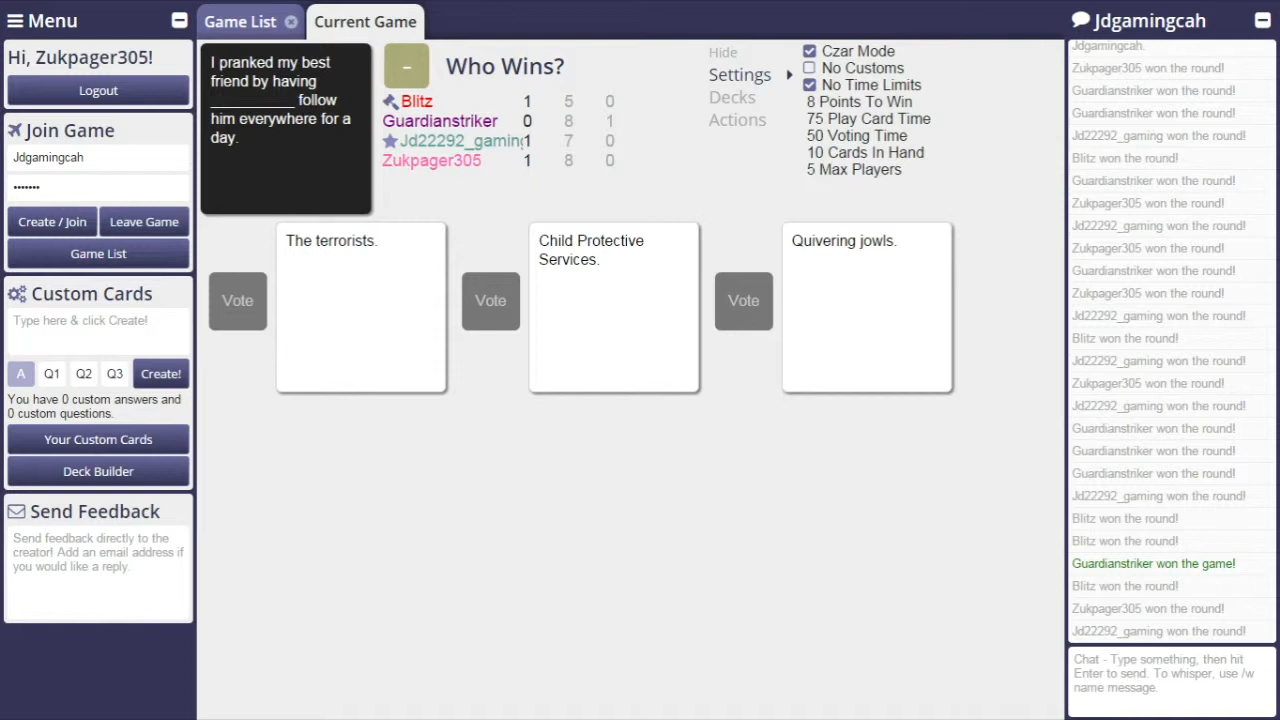 Menu
Hi, Zukpager305!
Logout
Join Game
Jdgamingcah
•••••••
Create / Join
Leave Game
Game List
Custom Cards
Type here & click Create!
A
Q1
Q2
Q3
Create!
You have 0 custom answers and
0 custom questions.
Your Custom Cards
Deck Builder
Send Feedback
Send feedback directly to the
creator! Add an email address if
you would like a reply.
Game List
Current Game
I pranked my best
friend by having
__________ follow
him everywhere for a
day.
–
Who Wins?
Blitz 1 5 0
Guardianstriker 0 8 1
Jd22292_gaming 1 7 0
Zukpager305 1 8 0
Hide
Settings
Decks
Actions
Czar Mode
No Customs
No Time Limits
8 Points To Win
75 Play Card Time
50 Voting Time
10 Cards In Hand
5 Max Players
Vote
The terrorists.
Vote
Child Protective
Services.
Vote
Quivering jowls.
Jdgamingcah
Jdgamingcah.
Zukpager305 won the round!
Guardianstriker won the round!
Guardianstriker won the round!
Jd22292_gaming won the round!
Blitz won the round!
Guardianstriker won the round!
Zukpager305 won the round!
Jd22292_gaming won the round!
Zukpager305 won the round!
Guardianstriker won the round!
Zukpager305 won the round!
Jd22292_gaming won the round!
Blitz won the round!
Jd22292_gaming won the round!
Zukpager305 won the round!
Jd22292_gaming won the round!
Guardianstriker won the round!
Guardianstriker won the round!
Guardianstriker won the round!
Jd22292_gaming won the round!
Blitz won the round!
Blitz won the round!
Guardianstriker won the game!
Blitz won the round!
Zukpager305 won the round!
Jd22292_gaming won the round!
Chat - Type something, then hit
Enter to send. To whisper, use /w
name message.